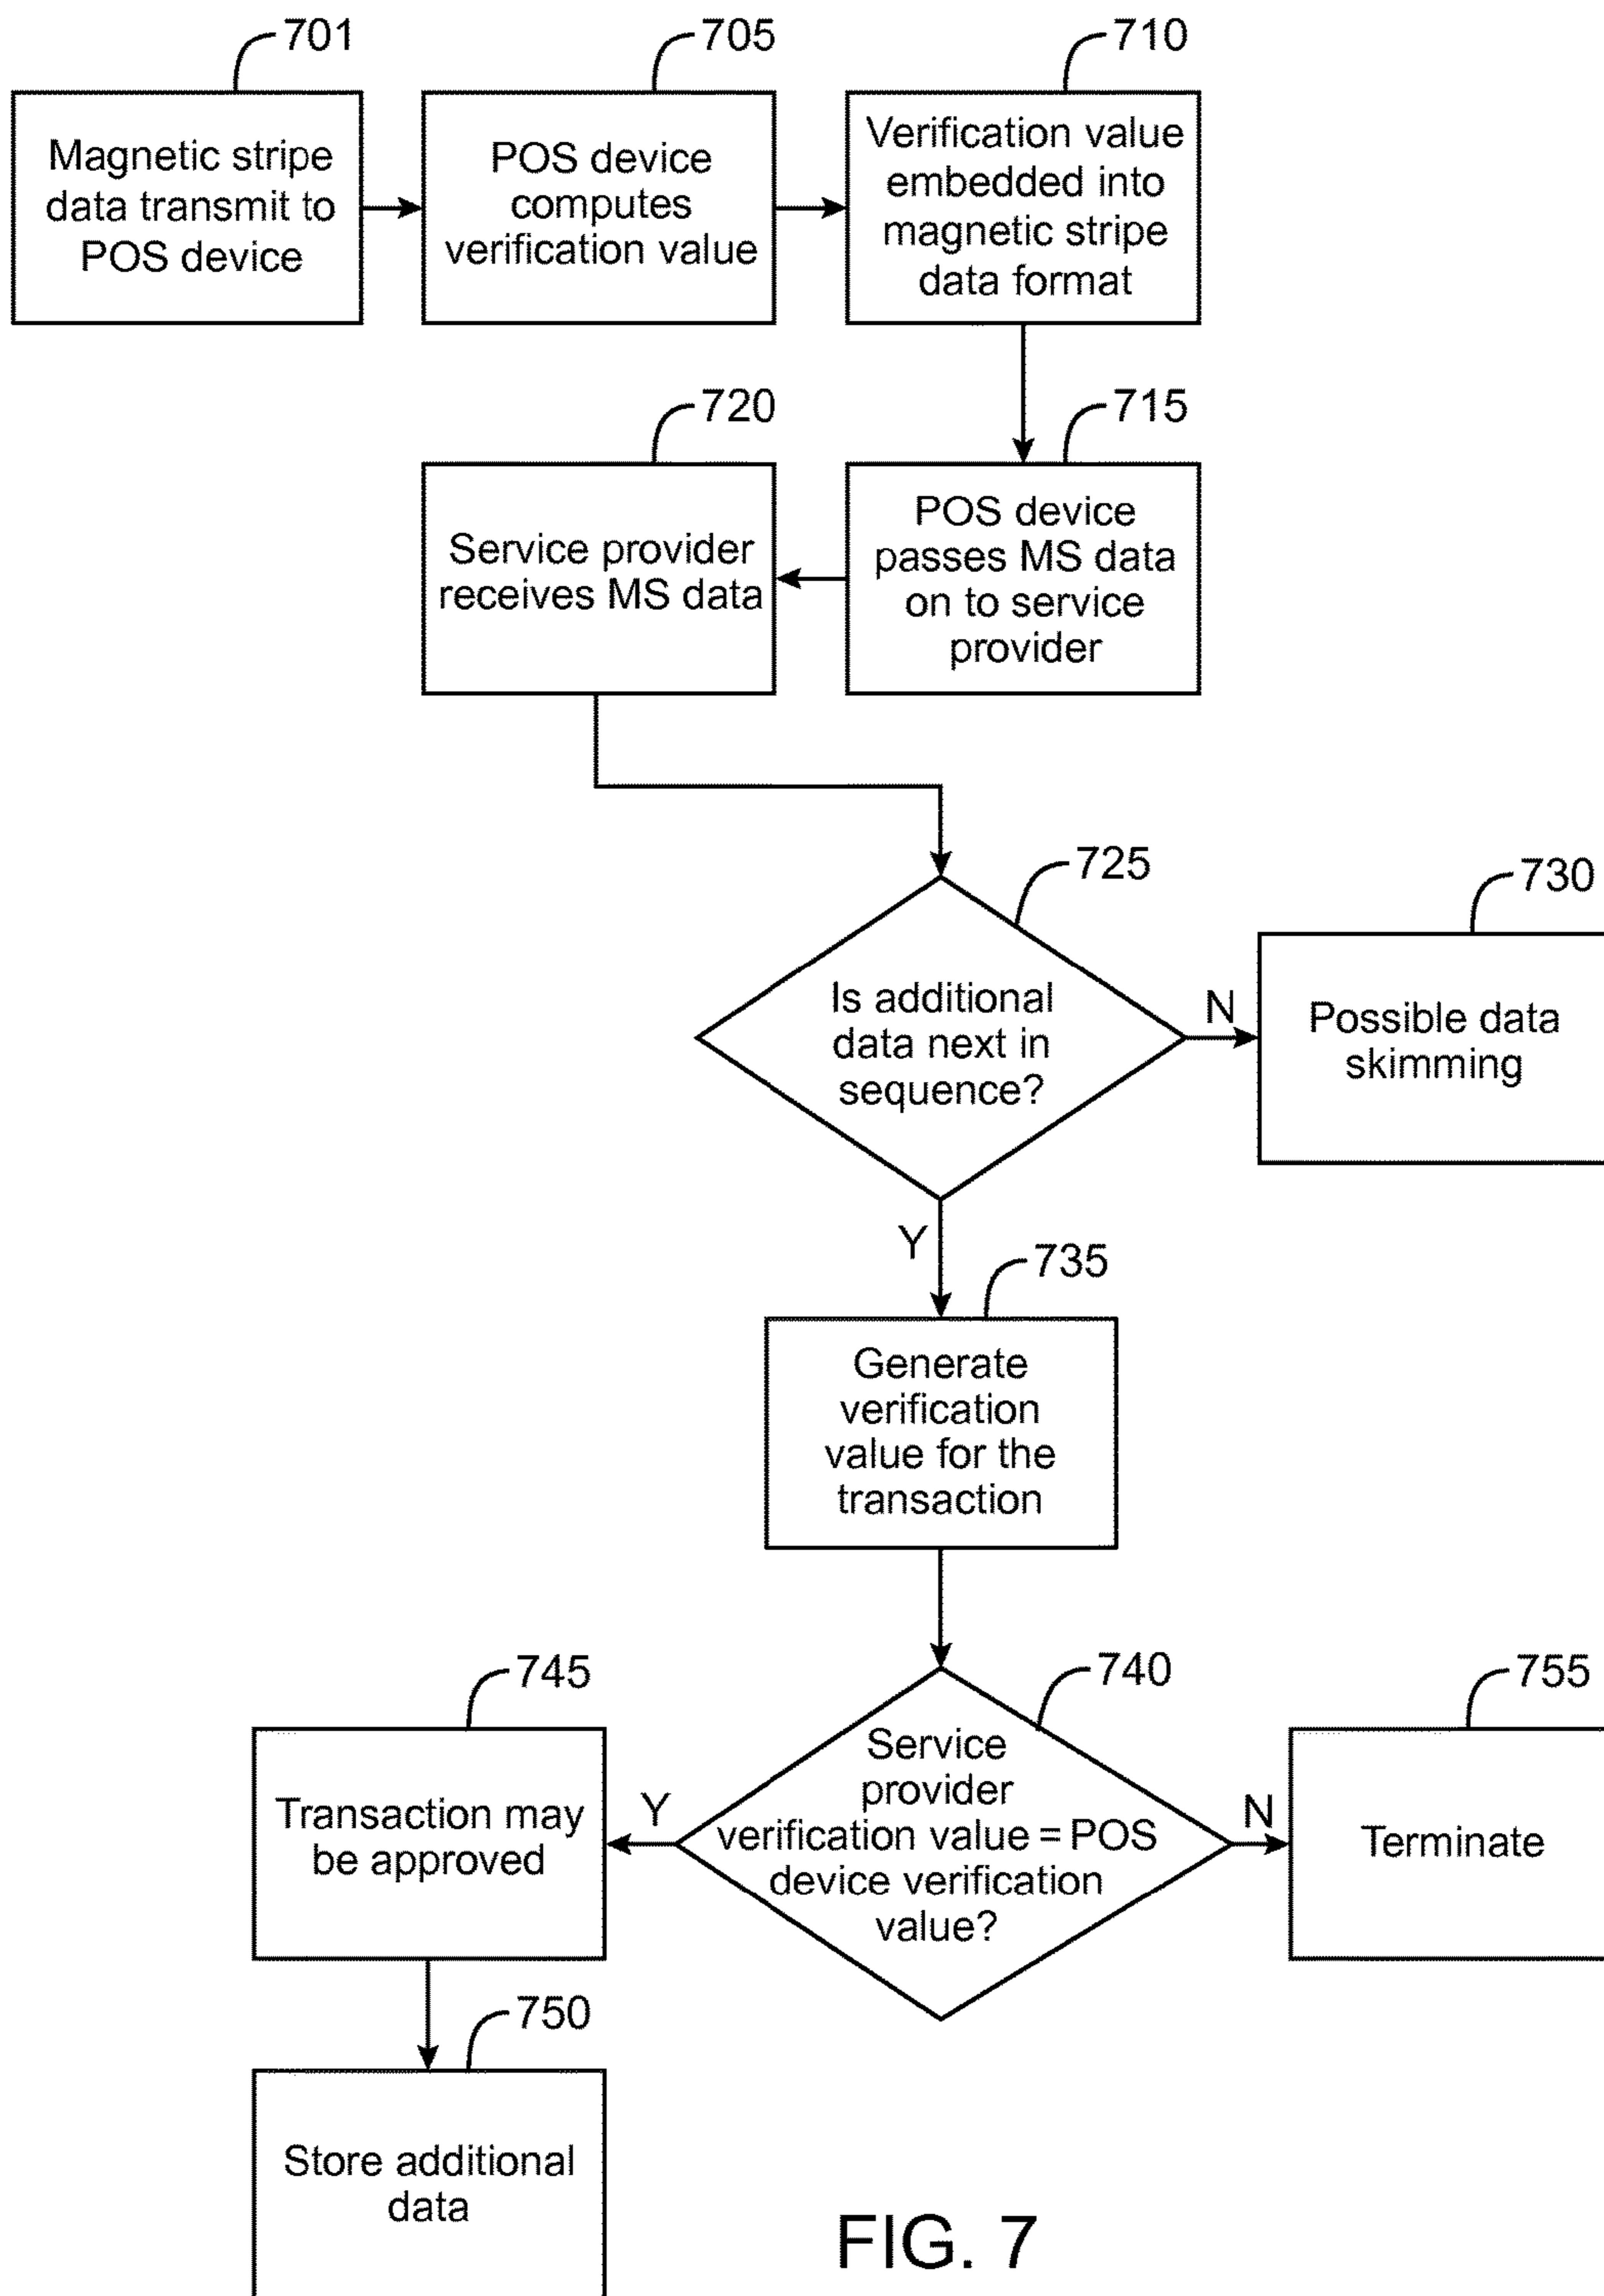 701
Magnetic stripe
data transmit to
POS device
705
POS device
computes
verification value
710
Verification value
embedded into
magnetic stripe
data format
715
POS device
passes MS data
on to service
provider
720
Service provider
receives MS data
725
Is additional
data next in
sequence?
N
730
Possible data
skimming
Y
735
Generate
verification
value for the
transaction
740
Service
provider
verification value = POS
device verification
value?
Y
745
Transaction may
be approved
N
755
Terminate
750
Store additional
data
FIG. 7